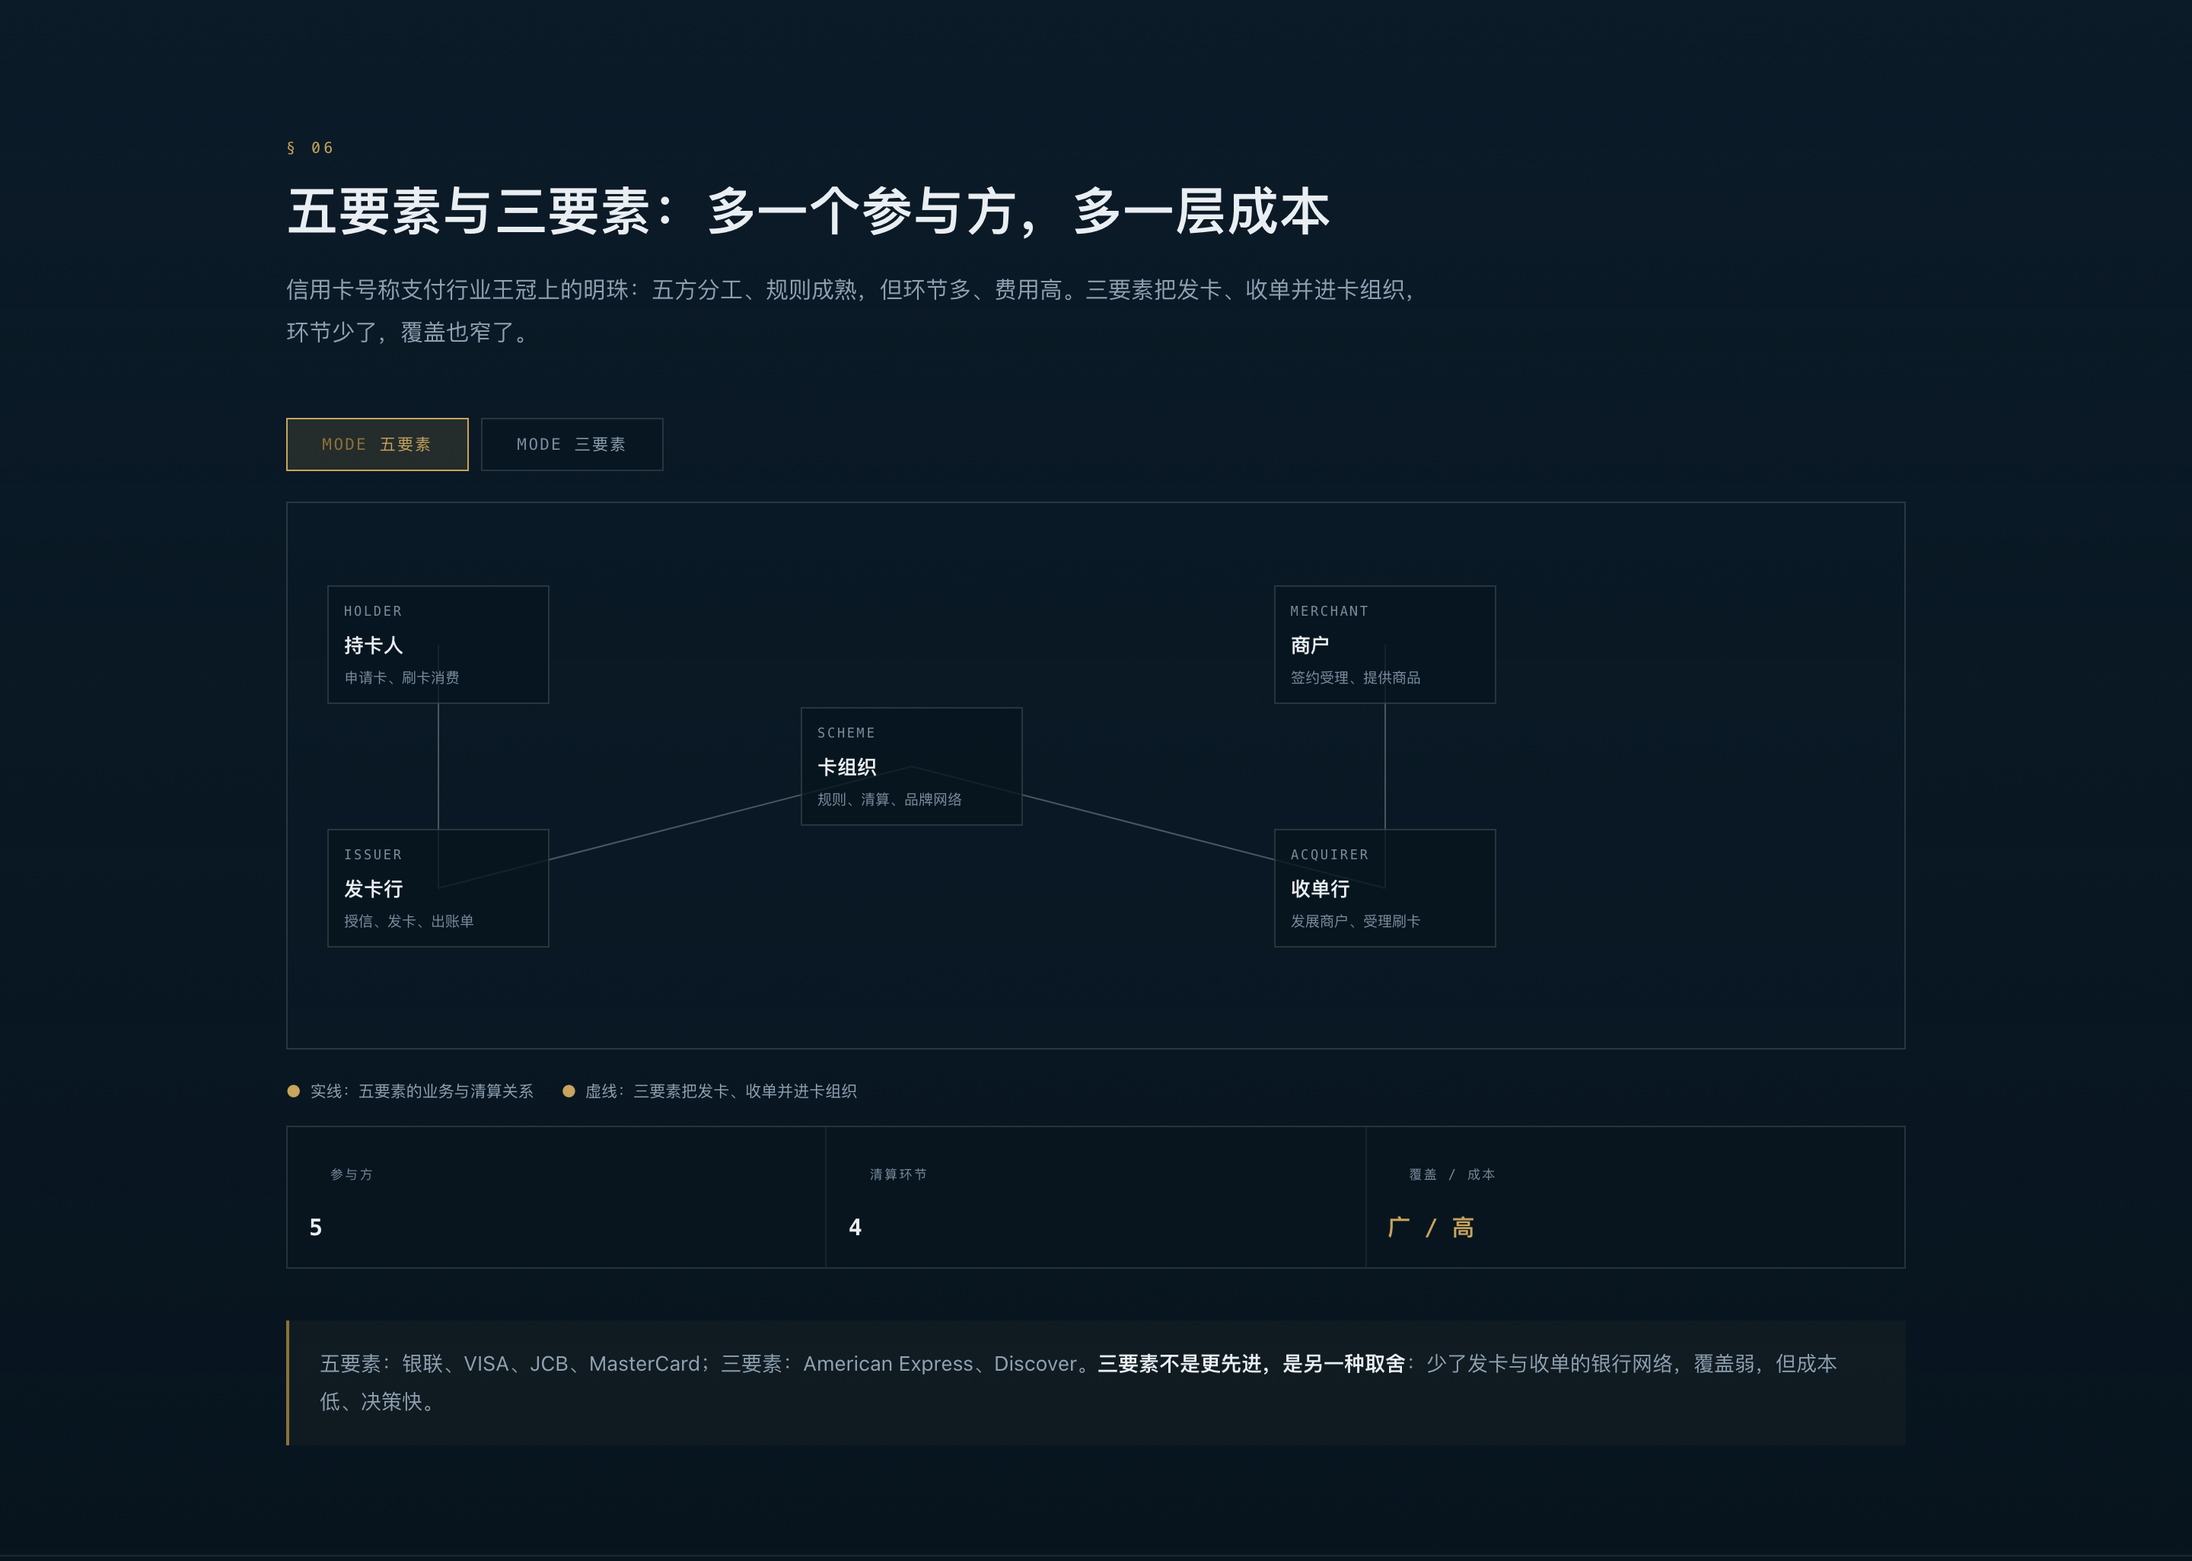 § 06
五要素与三要素：多一个参与方，多一层成本
信用卡号称支付行业王冠上的明珠：五方分工、规则成熟，但环节多、费用高。三要素把发卡、收单并进卡组织，
环节少了，覆盖也窄了。
MODE 五要素
MODE 三要素
HOLDER
持卡人
申请卡、刷卡消费
MERCHANT
商户
签约受理、提供商品
SCHEME
卡组织
规则、清算、品牌网络
ISSUER
发卡行
授信、发卡、出账单
ACQUIRER
收单行
发展商户、受理刷卡
实线：五要素的业务与清算关系
虚线：三要素把发卡、收单并进卡组织
参与方
5
清算环节
4
覆盖 / 成本
广 / 高
五要素：银联、VISA、JCB、MasterCard；三要素：American Express、Discover。三要素不是更先进，是另一种取舍：少了发卡与收单的银行网络，覆盖弱，但成本
低、决策快。